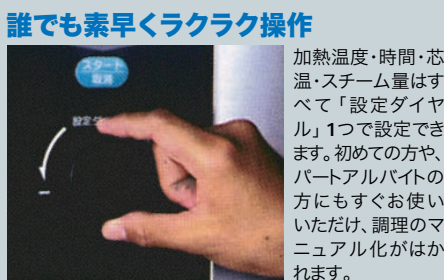 誰でも素早くラクラク操作
スタート
取消
設定ダ
加熱温度・時間・芯
温・スチーム量はす
べて「設定ダイヤ
ル」1つで設定でき
ます。初めての方や、
パートアルバイトの
方にもすぐお使い
いただけ、調理のマ
ニュアル化がはか
れます。